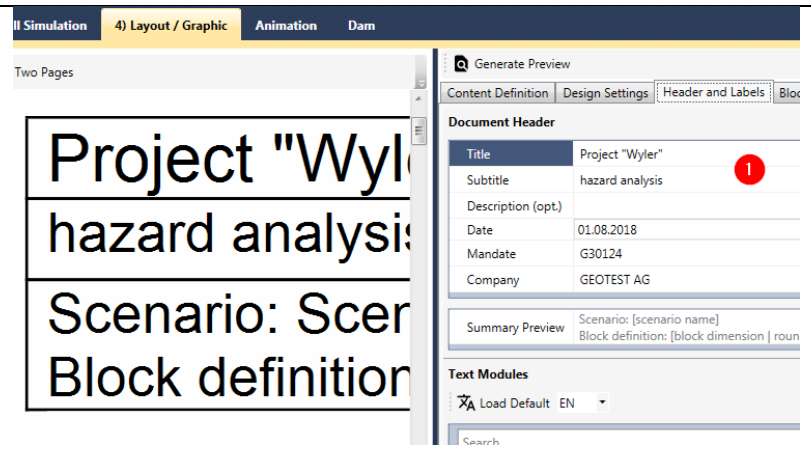 ll Simulation 4) Layout / Graphic Animation Dam
Two Pages
Project "Wyl
hazard analysi
Scenario: Scer
Block definition
Generate Preview
Content Definition Design Settings Header and Labels Bloc
Document Header
Title Project "Wyler"
1
Subtitle hazard analysis
Description (opt.)
Date 01.08.2018
Mandate G30124
Company GEOTEST AG
Summary Preview Scenario: [scenario name]
Block definition: [block dimension | roun
Text Modules
Load Default EN
Search